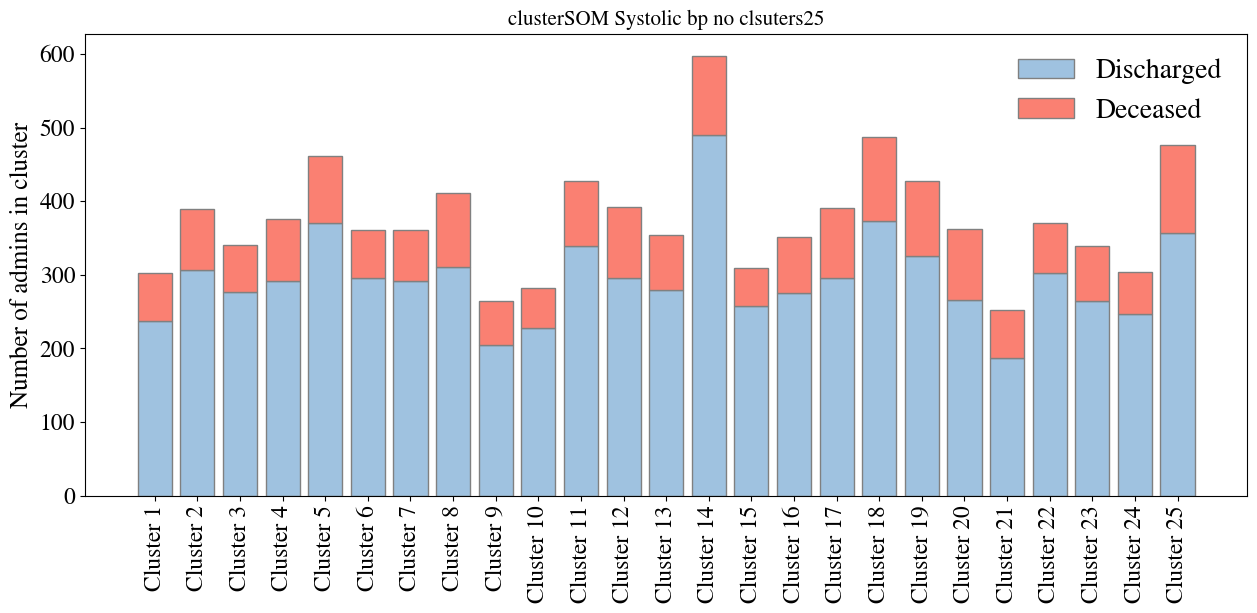 clusterSOM Systolic bp no clsuters25
Number of admins in cluster
600
500
400
300
200
100
0
Discharged
Deceased
Cluster 1
Cluster 2
Cluster 3
Cluster 4
Cluster 5
Cluster 6
Cluster 7
Cluster 8
Cluster 9
Cluster 10
Cluster 11
Cluster 12
Cluster 13
Cluster 14
Cluster 15
Cluster 16
Cluster 17
Cluster 18
Cluster 19
Cluster 20
Cluster 21
Cluster 22
Cluster 23
Cluster 24
Cluster 25